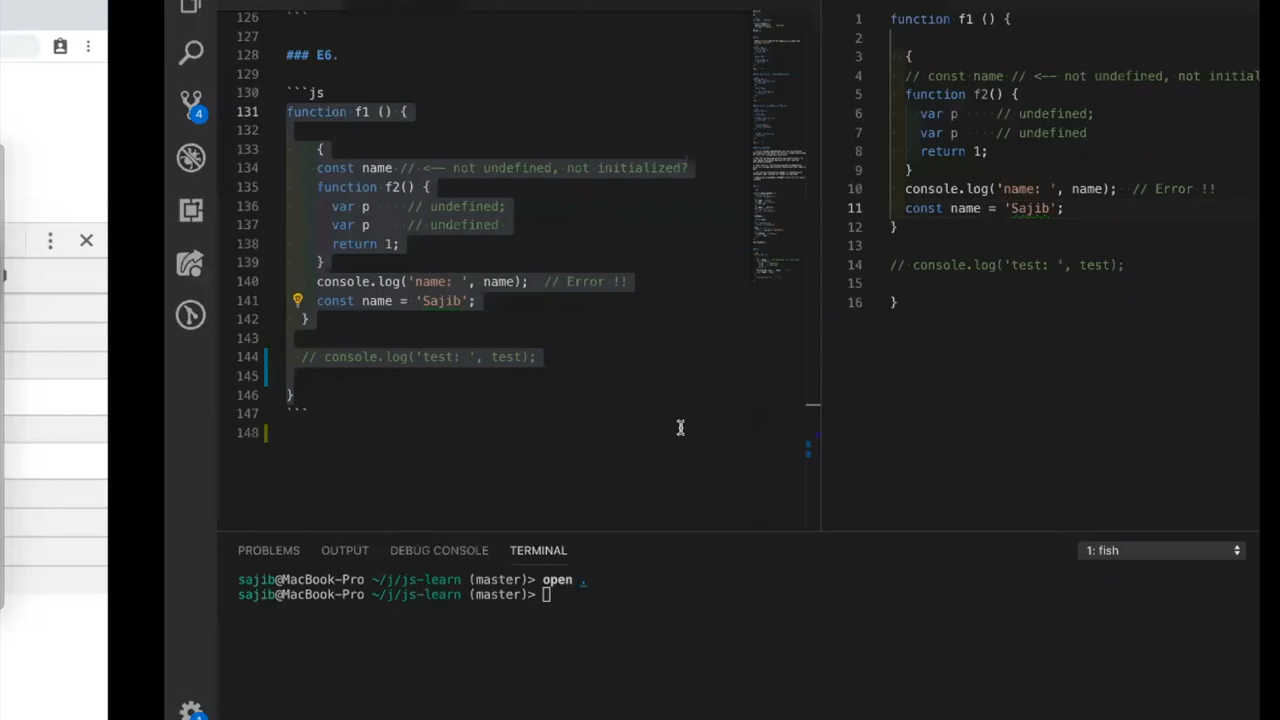 126 ```
127
128 ### E6.
129
130 ```js
131 function f1 () {
132
133 {
134 const name // <-- not undefined, not initialized?
135 function f2() {
136 var p // undefined;
137 var p // undefined
138 return 1;
139 }
140 console.log('name: ', name); // Error !!
141 const name = 'Sajib';
142 }
143
144 // console.log('test: ', test);
145
146 }
147 ```
148
1 function f1 () {
2
3 {
4 // const name // <-- not undefined, not initial
5 function f2() {
6 var p // undefined;
7 var p // undefined
8 return 1;
9 }
10 console.log('name: ', name); // Error !!
11 const name = 'Sajib';
12 }
13
14 // console.log('test: ', test);
15
16 }
4
PROBLEMS OUTPUT DEBUG CONSOLE TERMINAL 1: fish
sajib@MacBook-Pro ~/j/js-learn (master)> open .
sajib@MacBook-Pro ~/j/js-learn (master)>